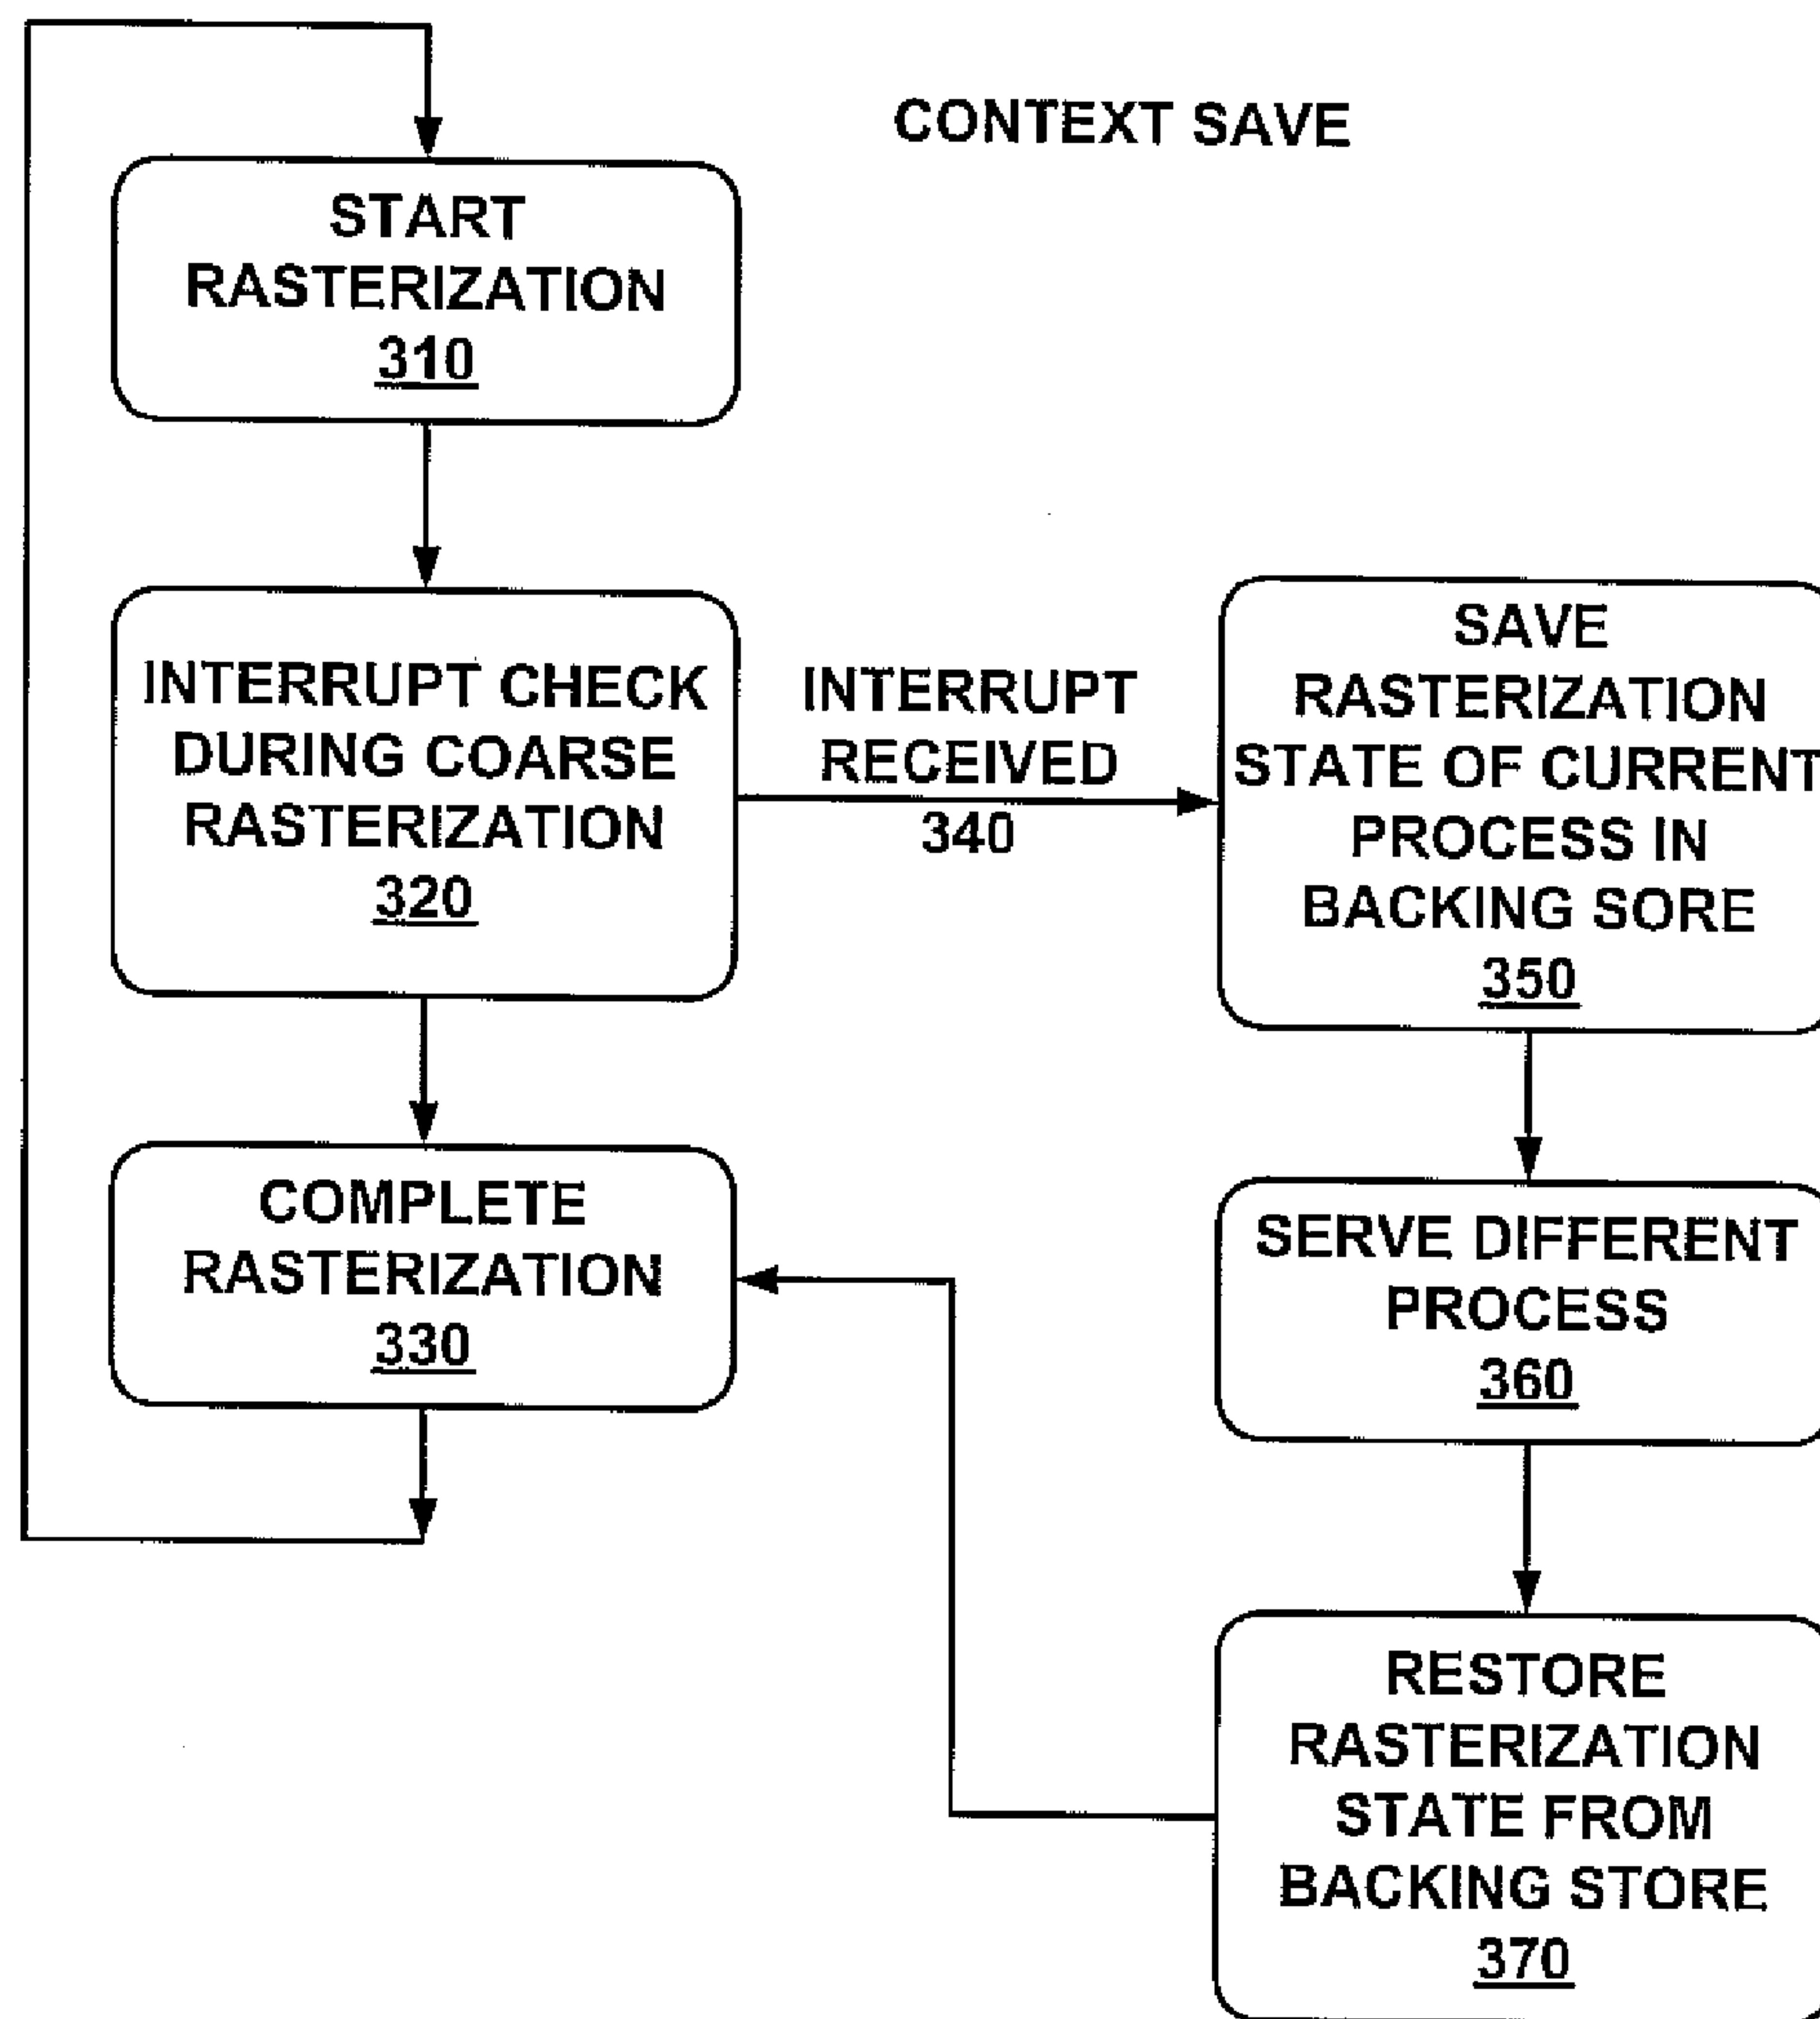 CONTEXT SAVE
START
RASTERIZATION
310
INTERRUPT CHECK
DURING COARSE
RASTERIZATION
320
INTERRUPT
RECEIVED
340
SAVE
RASTERIZATION
STATE OF CURRENT
PROCESS IN
BACKING SORE
350
COMPLETE
RASTERIZATION
330
SERVE DIFFERENT
PROCESS
360
RESTORE
RASTERIZATION
STATE FROM
BACKING STORE
370